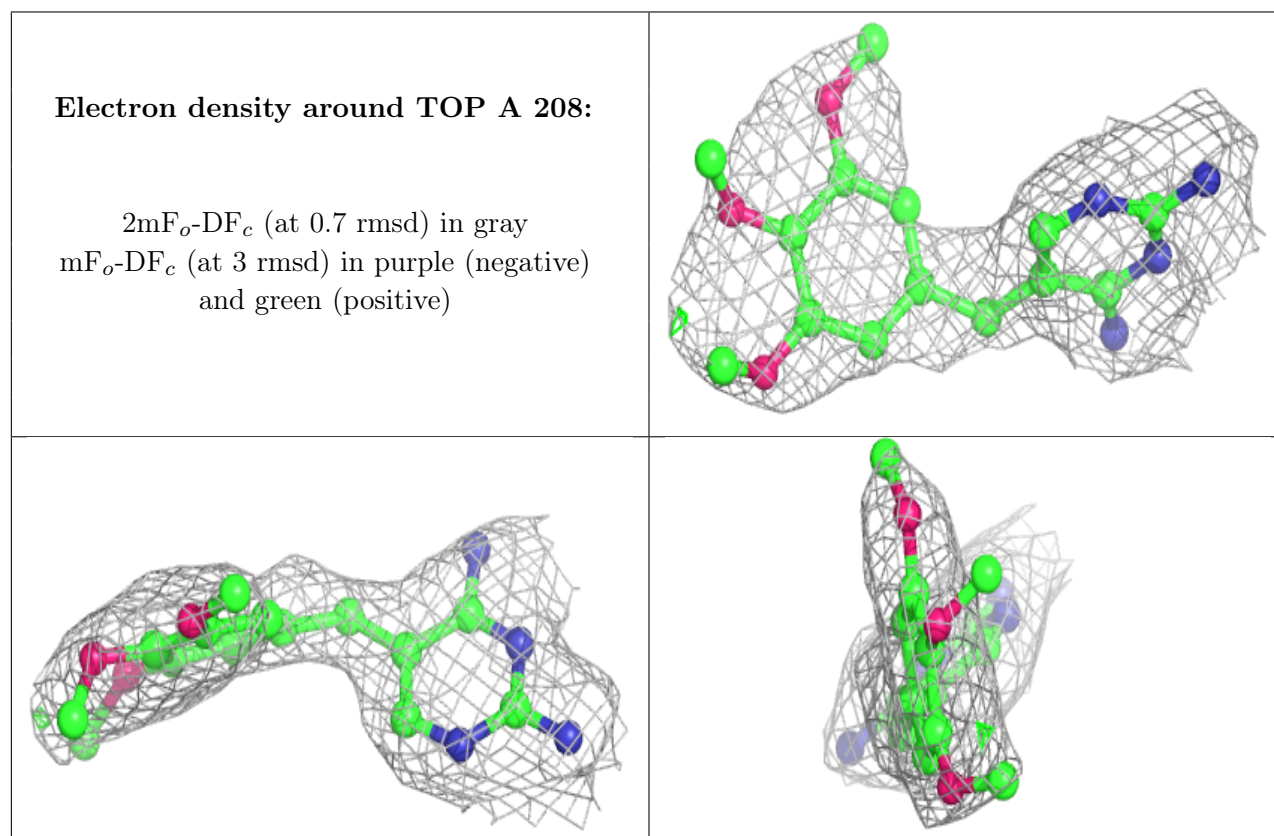 Electron density around TOP A 208:
2mFo-DFc (at 0.7 rmsd) in gray
mFo-DFc (at 3 rmsd) in purple (negative)
and green (positive)